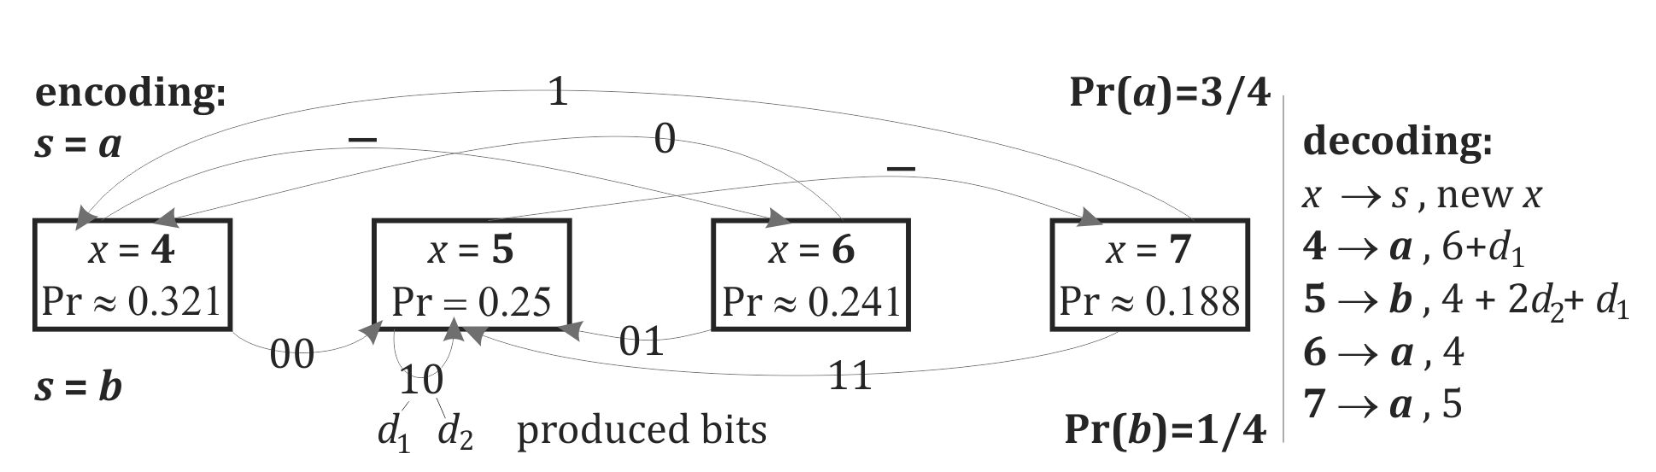 encoding:
s = a
1
–
0
–
Pr(a)=3/4
x = 4
Pr ≈ 0.321
x = 5
Pr = 0.25
x = 6
Pr ≈ 0.241
x = 7
Pr ≈ 0.188
00
10
01
11
s = b
d₁ d₂ produced bits
Pr(b)=1/4
decoding:
x → s , new x
4 → a , 6+d₁
5 → b , 4 + 2d₂+ d₁
6 → a , 4
7 → a , 5